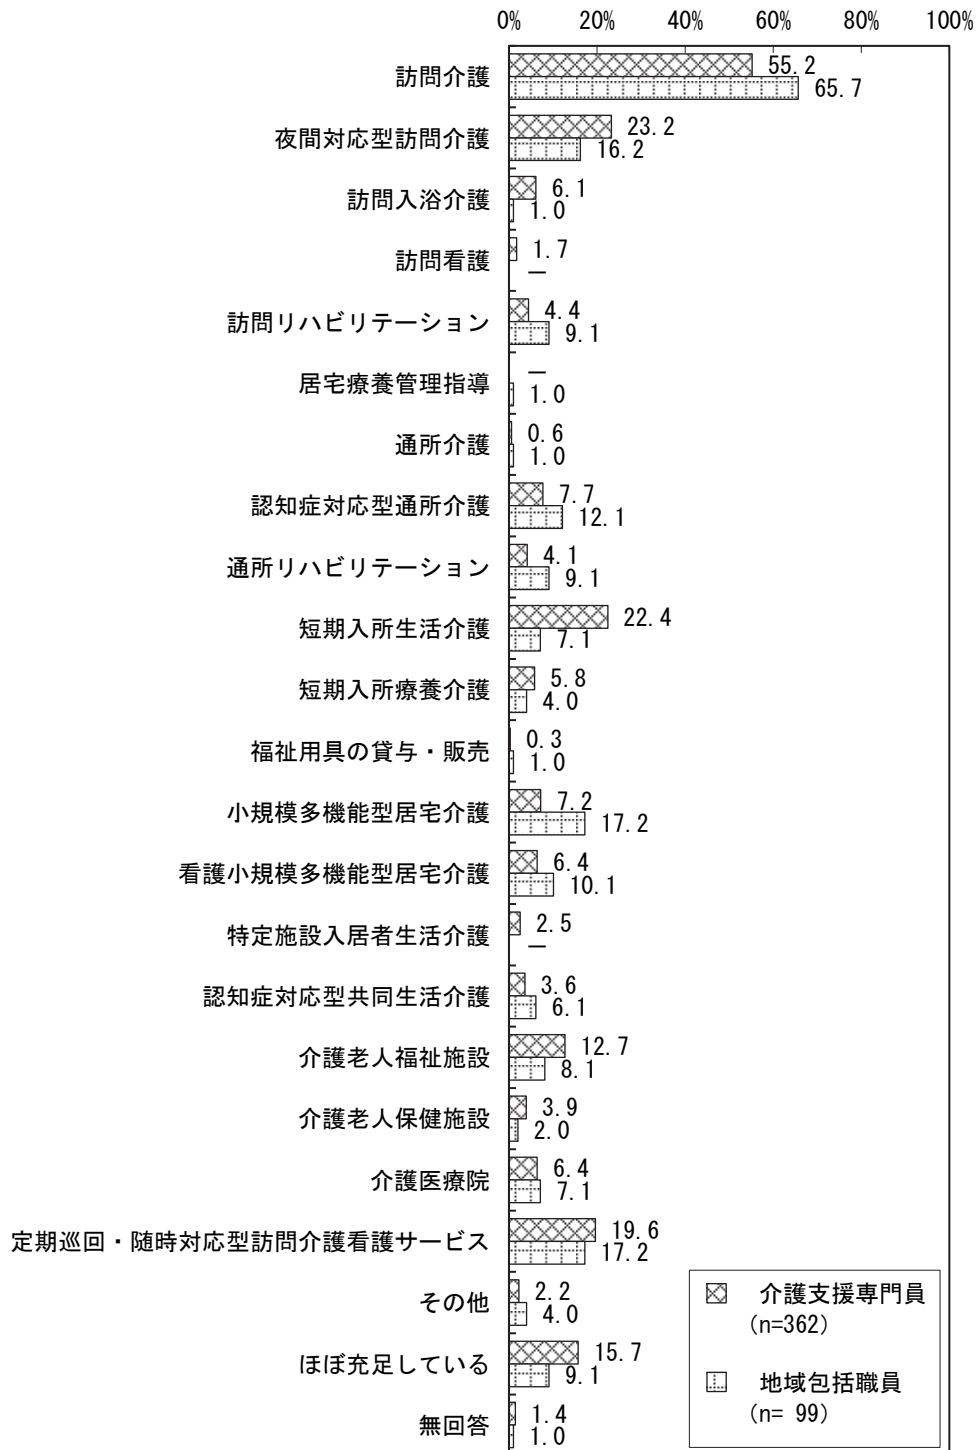 0% 20% 40% 60% 80% 100%
訪問介護 55.2
65.7
夜間対応型訪問介護 23.2
16.2
訪問入浴介護 6.1
1.0
訪問看護 1.7
―
訪問リハビリテーション 4.4
9.1
居宅療養管理指導 ―
1.0
通所介護 0.6
1.0
認知症対応型通所介護 7.7
12.1
通所リハビリテーション 4.1
9.1
短期入所生活介護 22.4
7.1
短期入所療養介護 5.8
4.0
福祉用具の貸与・販売 0.3
1.0
小規模多機能型居宅介護 7.2
17.2
看護小規模多機能型居宅介護 6.4
10.1
特定施設入居者生活介護 2.5
―
認知症対応型共同生活介護 3.6
6.1
介護老人福祉施設 12.7
8.1
介護老人保健施設 3.9
2.0
介護医療院 6.4
7.1
定期巡回・随時対応型訪問介護看護サービス 19.6
17.2
その他 2.2
4.0
ほぼ充足している 15.7
9.1
無回答 1.4
1.0
介護支援専門員
(n=362)
地域包括職員
(n= 99)